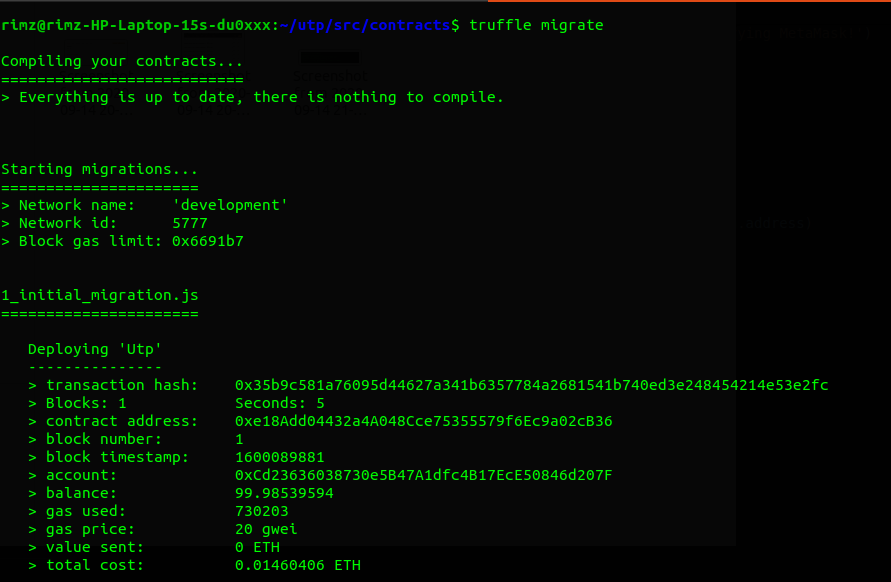 rimz@rimz-HP-Laptop-15s-du0xxx:~/utp/src/contracts$ truffle migrate
Compiling your contracts...
===========================
> Everything is up to date, there is nothing to compile.
Starting migrations...
======================
> Network name:    'development'
> Network id:      5777
> Block gas limit: 0x6691b7
1_initial_migration.js
======================
   Deploying 'Utp'
   ---------------
   > transaction hash:    0x35b9c581a76095d44627a341b6357784a2681541b740ed3e248454214e53e2fc
   > Blocks: 1            Seconds: 5
   > contract address:    0xe18Add04432a4A048Cce75355579f6Ec9a02cB36
   > block number:        1
   > block timestamp:     1600089881
   > account:             0xCd23636038730e5B47A1dfc4B17EcE50846d207F
   > balance:             99.98539594
   > gas used:            730203
   > gas price:           20 gwei
   > value sent:          0 ETH
   > total cost:          0.01460406 ETH